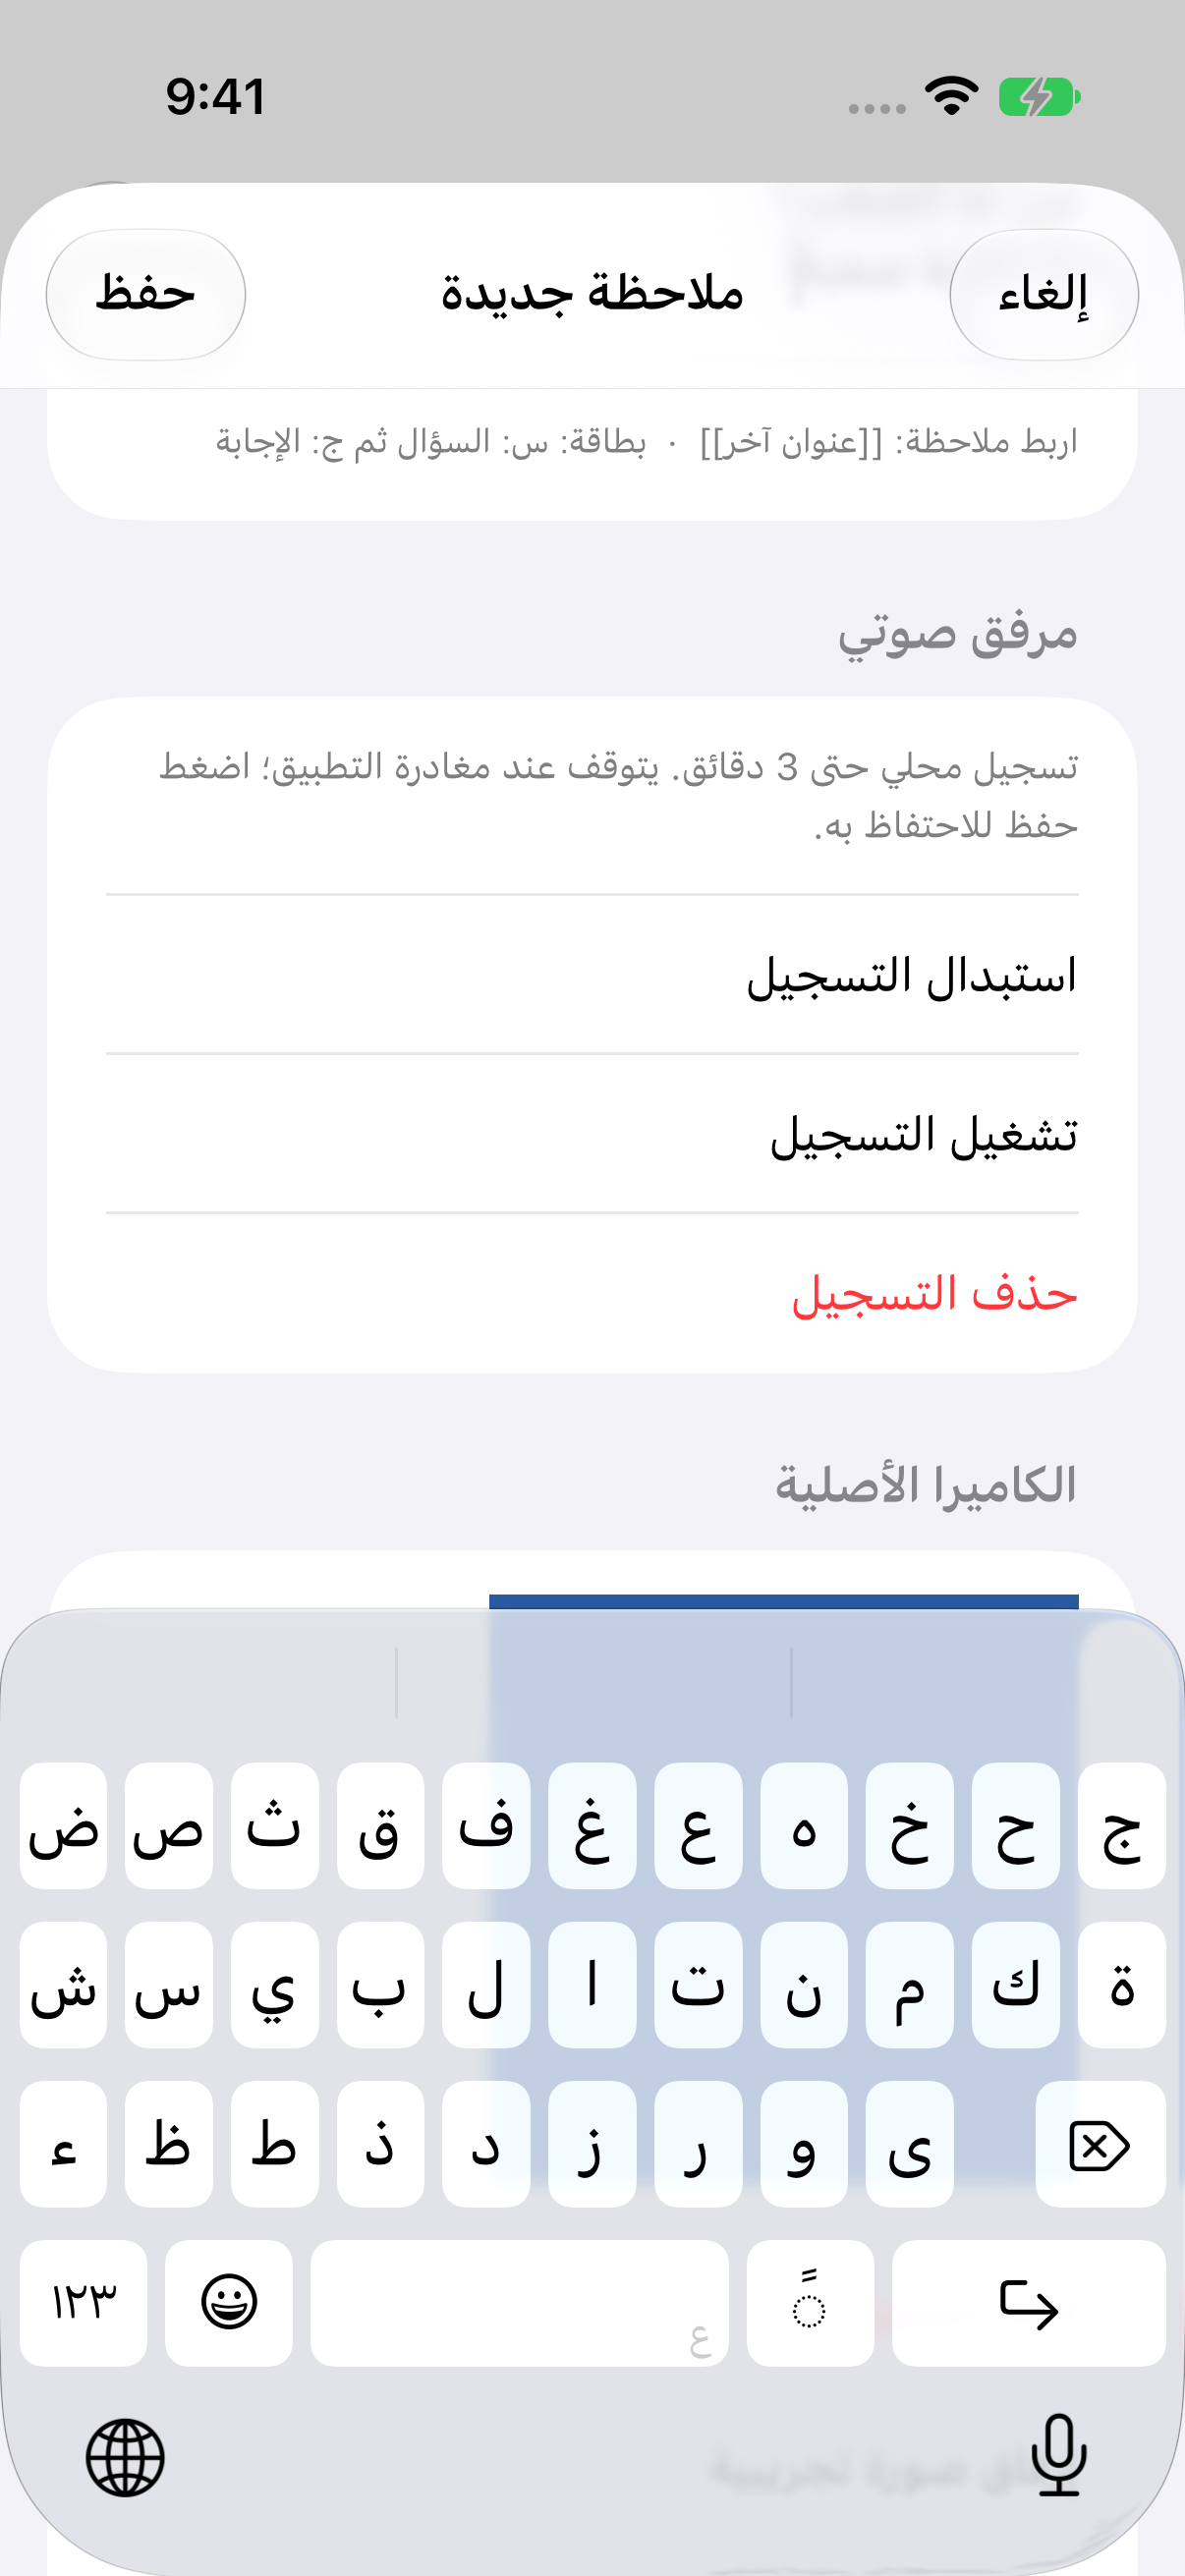 9:41
إلغاء
ملاحظة جديدة
حفظ
اربط ملاحظة: [[عنوان آخر]] · بطاقة: س: السؤال ثم ج: الإجابة
مرفق صوتي
تسجيل محلي حتى 3 دقائق. يتوقف عند مغادرة التطبيق؛ اضغط
حفظ للاحتفاظ به.
استبدال التسجيل
تشغيل التسجيل
حذف التسجيل
الكاميرا الأصلية
ض ص ث ق ف غ ع ه خ ح ج
ش س ي ب ل ا ت ن م ك ة
ء ظ ط ذ د ز ر و ى
١٢٣
ع
صورة تجريبية